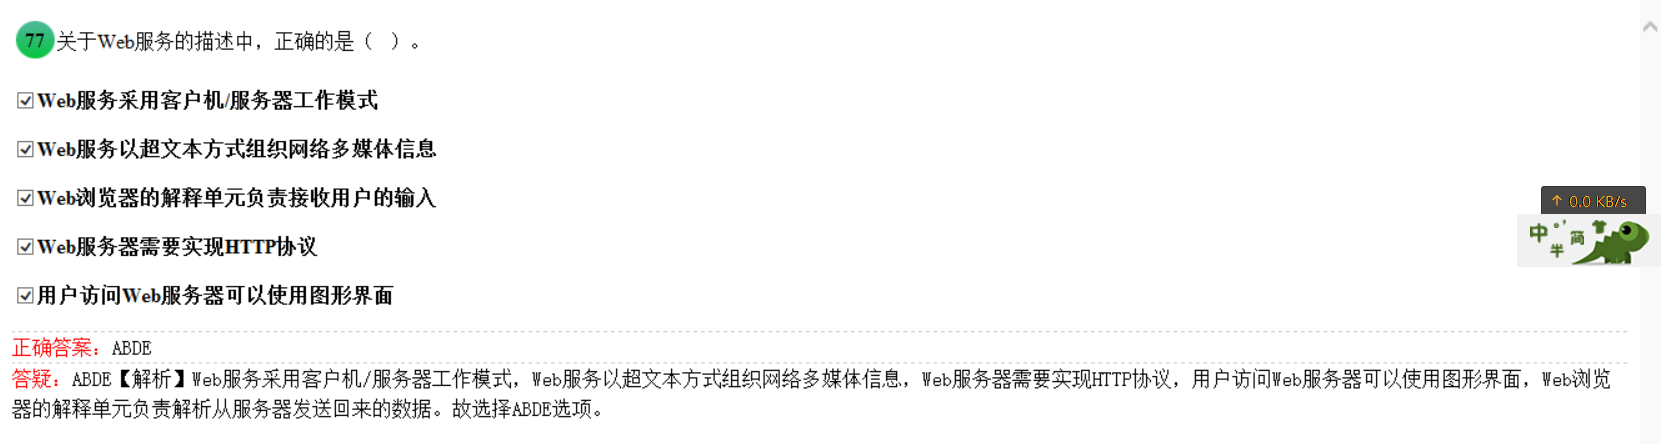 77 关于Web服务的描述中，正确的是（ ）。
Web服务采用客户机/服务器工作模式
Web服务以超文本方式组织网络多媒体信息
Web浏览器的解释单元负责接收用户的输入
↑ 0.0 KB/s
中 °’ 简
半
Web服务器需要实现HTTP协议
用户访问Web服务器可以使用图形界面
正确答案：ABDE
答疑：ABDE【解析】Web服务采用客户机/服务器工作模式，Web服务以超文本方式组织网络多媒体信息，Web服务器需要实现HTTP协议，用户访问Web服务器可以使用图形界面，Web浏览
器的解释单元负责解析从服务器发送回来的数据。故选择ABDE选项。